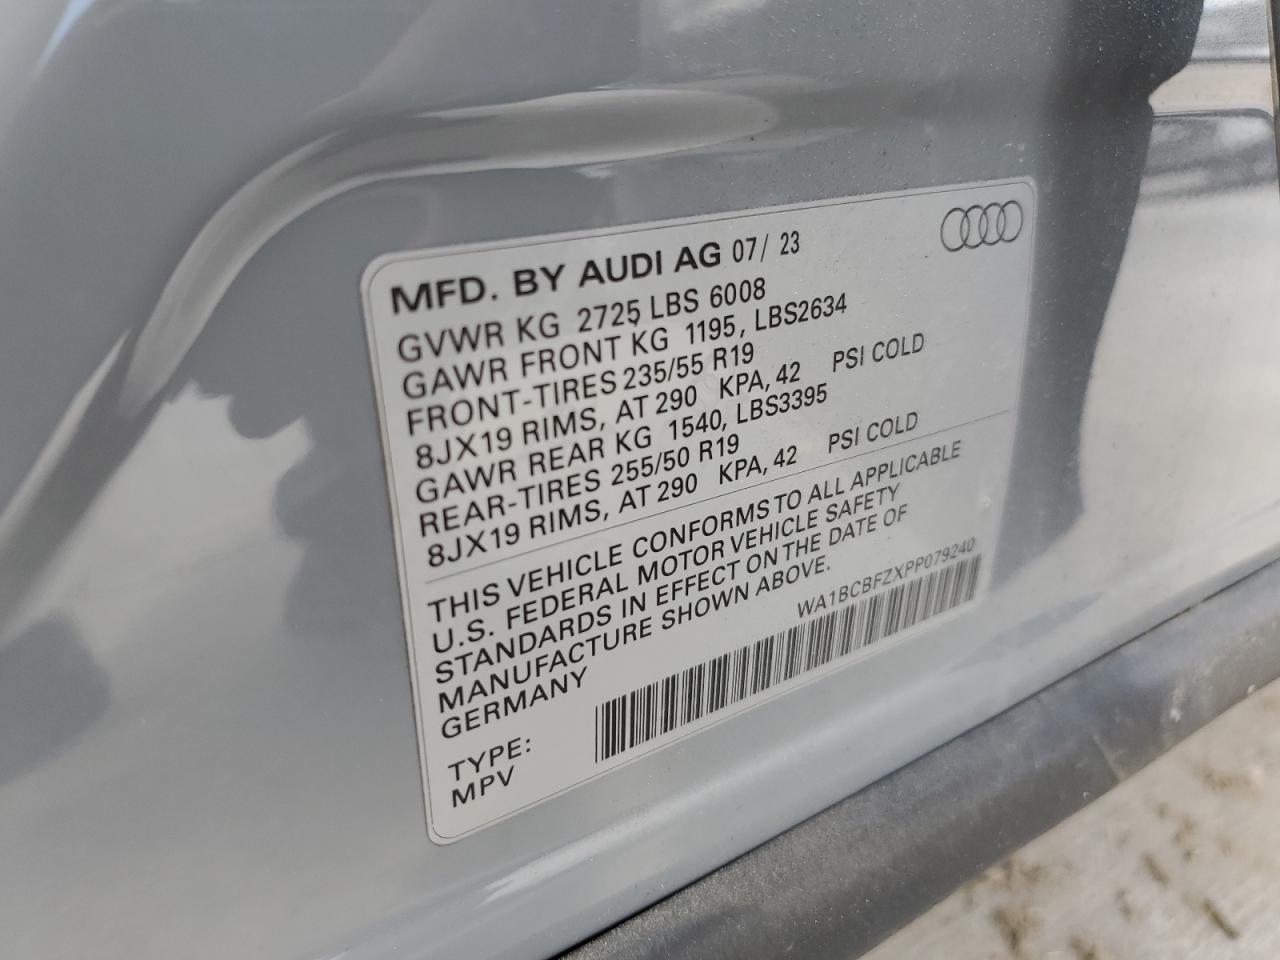 MFD. BY AUDI AG 07/ 23
GVWR KG 2725 LBS 6008
GAWR FRONT KG 1195, LBS2634
FRONT-TIRES 235/55 R19
8JX19 RIMS, AT 290 KPA, 42 PSI COLD
GAWR REAR KG 1540, LBS3395
REAR-TIRES 255/50 R19
8JX19 RIMS, AT 290 KPA, 42 PSI COLD
THIS VEHICLE CONFORMS TO ALL APPLICABLE
U.S. FEDERAL MOTOR VEHICLE SAFETY
STANDARDS IN EFFECT ON THE DATE OF
MANUFACTURE SHOWN ABOVE.
GERMANY
WA1BCBFZXPP079240
TYPE:
MPV